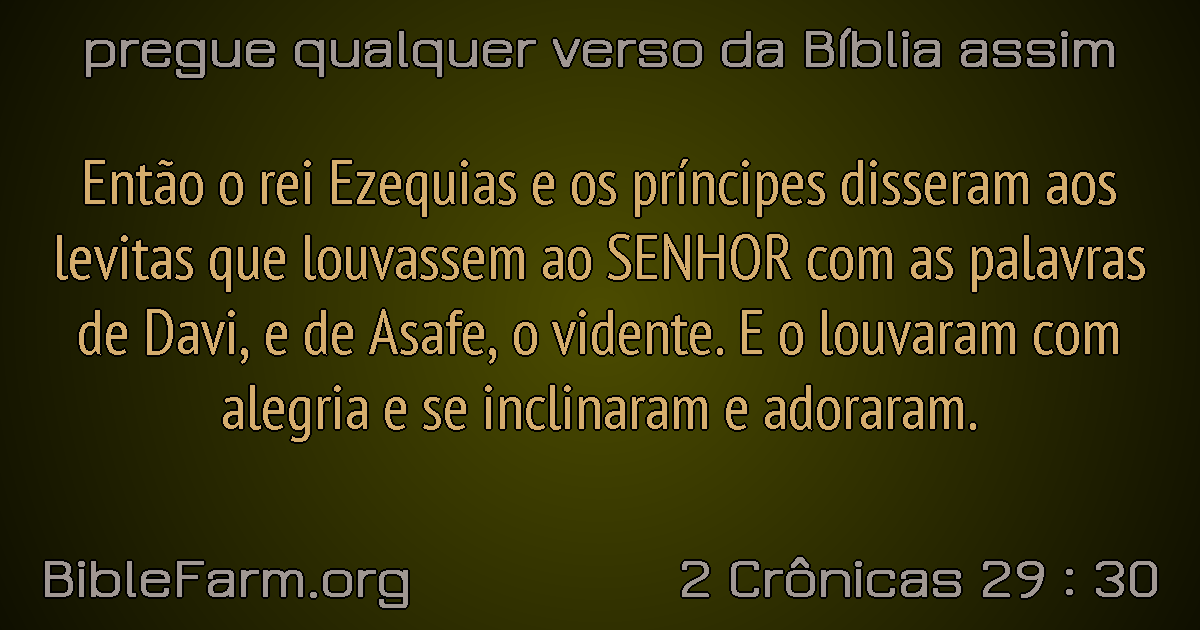 pregue qualquer verso da Bíblia assim
Então o rei Ezequias e os príncipes disseram aos
levitas que louvassem ao SENHOR com as palavras
de Davi, e de Asafe, o vidente. E o louvaram com
alegria e se inclinaram e adoraram.
BibleFarm.org
2 Crônicas 29 : 30